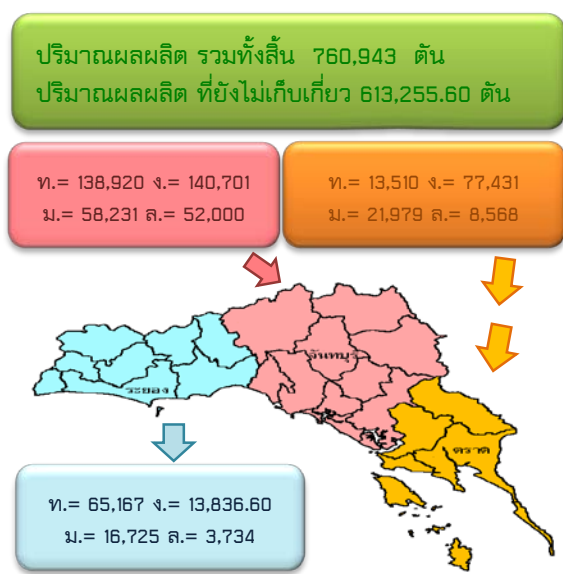 ปริมาณผลผลิต รวมทั้งสิ้น 760,943 ตัน
ปริมาณผลผลิต ที่ยังไม่เก็บเกี่ยว 613,255.60 ตัน
ท.= 138,920 ง.= 140,701
ม.= 58,231 ล.= 52,000
ท.= 13,510 ง.= 77,431
ม.= 21,979 ล.= 8,568
จันทบุรี
ระยอง
ตราด
ท.= 65,167 ง.= 13,836.60
ม.= 16,725 ล.= 3,734